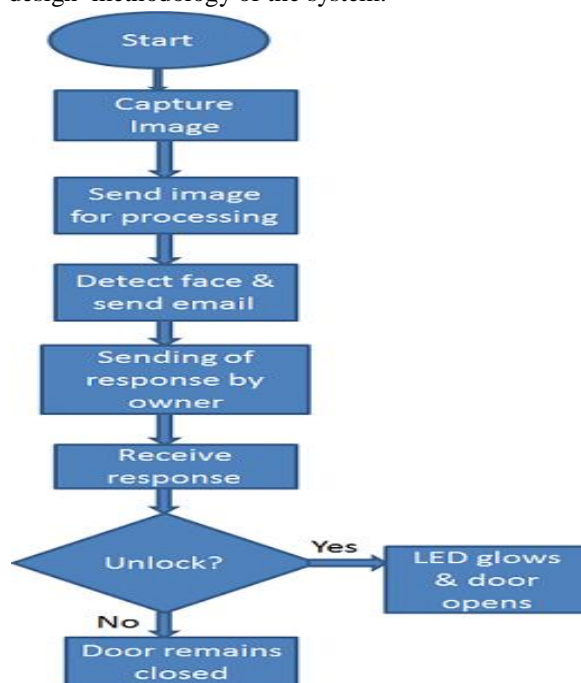 design methodology of the system.
Start
Capture
Image
Send image
for processing
Detect face &
send email
Sending of
response by
owner
Receive
response
Unlock?
Yes
LED glows
& door
opens
No
Door remains
closed